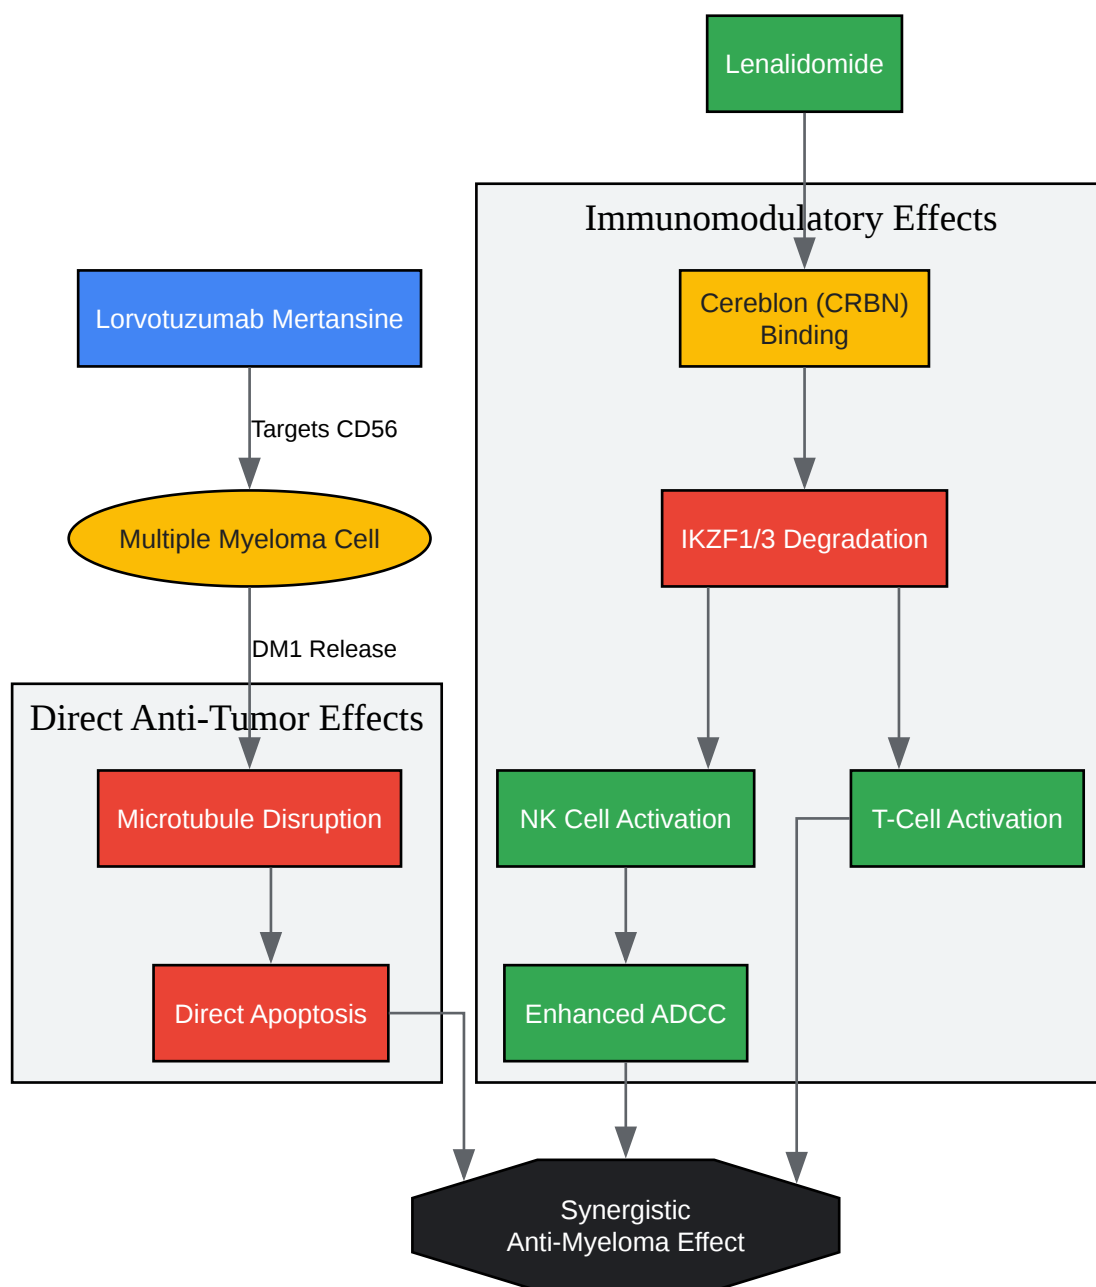 Lenalidomide
Immunomodulatory Effects
Lorvotuzumab Mertansine
Cereblon (CRBN)
Binding
Targets CD56
Multiple Myeloma Cell
IKZF1/3 Degradation
DM1 Release
Direct Anti-Tumor Effects
Microtubule Disruption
NK Cell Activation
T-Cell Activation
Direct Apoptosis
Enhanced ADCC
Synergistic
Anti-Myeloma Effect